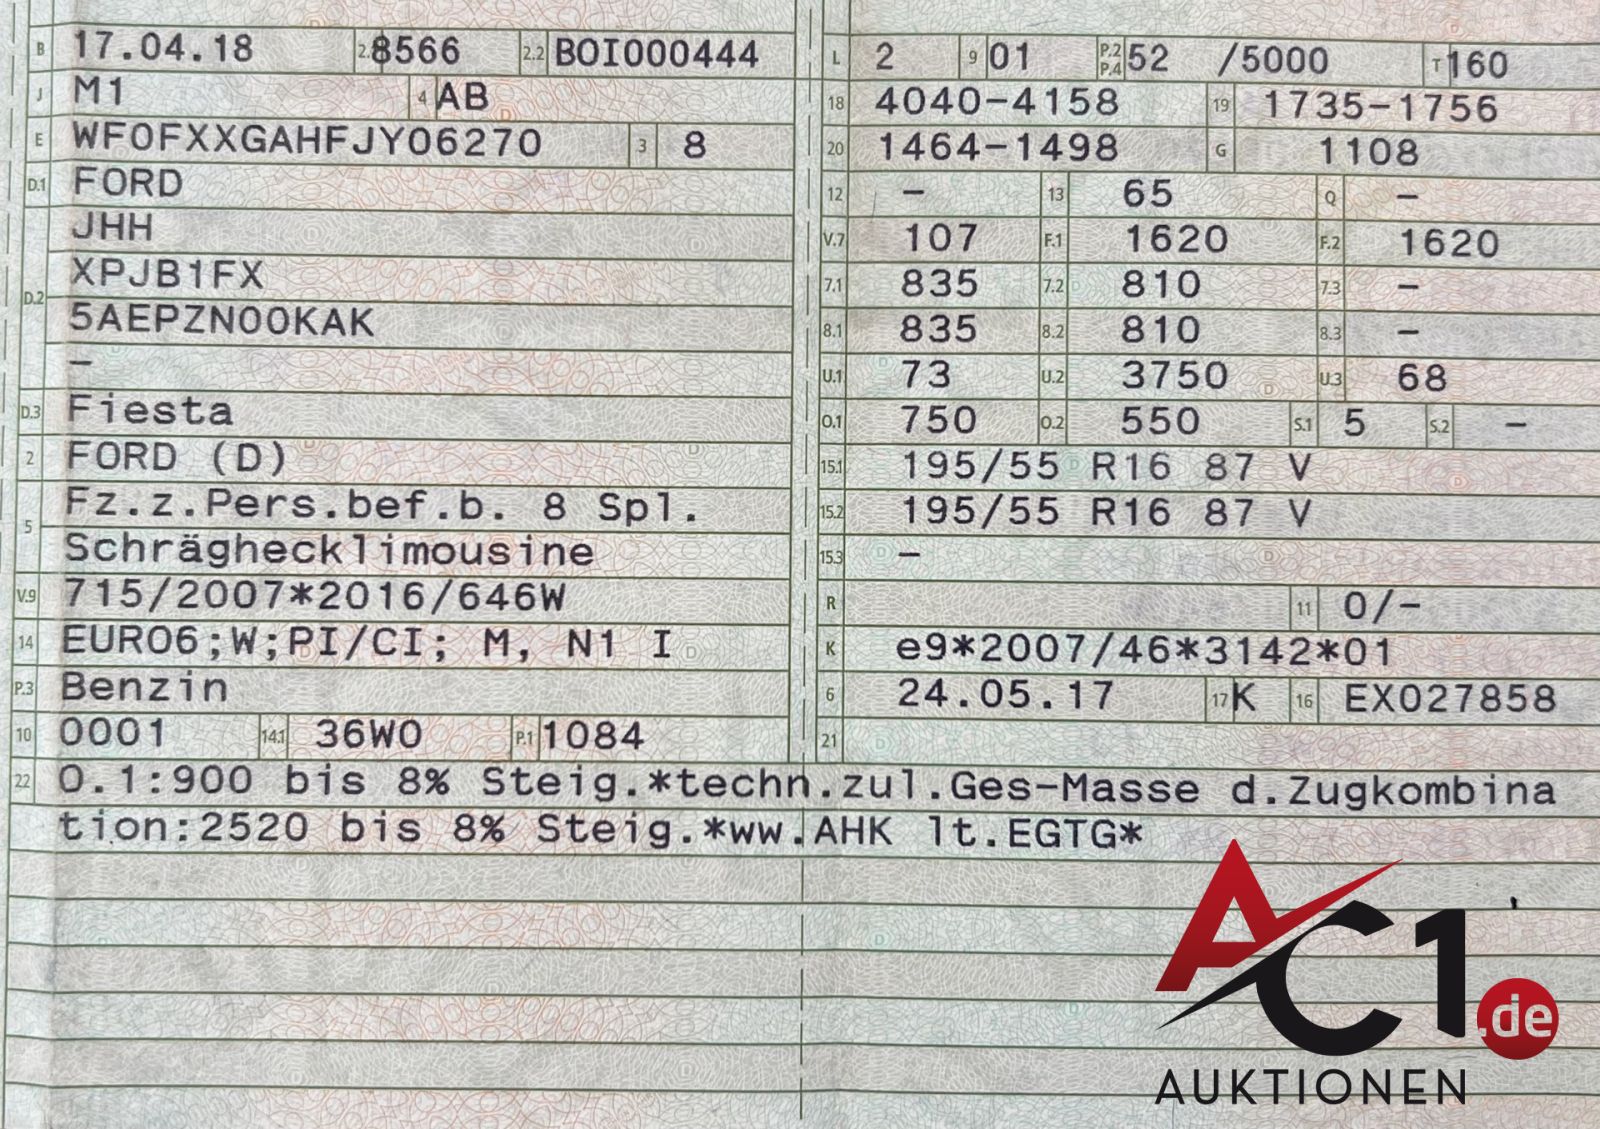 B 17.04.18 2.1 8566 2.2 BOI000444
J M1 4 AB
E WF0FXXGAHFJY06270 3 8
D.1 FORD
JHH
XPJB1FX
D.2
5AEPZN00KAK
–
D.3 Fiesta
2 FORD (D)
Fz.z.Pers.bef.b. 8 Spl.
5
Schräghecklimousine
V.9 715/2007*2016/646W
14 EURO6;W;PI/CI; M, N1 I
P.3 Benzin
10 0001 14.1 36W0 P.1 1084
L 2 9 01 P.2 P.4 52 /5000 T 160
18 4040-4158 19 1735-1756
20 1464-1498 G 1108
12 – 13 65 Q –
V.7 107 F.1 1620 F.2 1620
7.1 835 7.2 810 7.3 –
8.1 835 8.2 810 8.3 –
U.1 73 U.2 3750 U.3 68
O.1 750 O.2 550 S.1 5 S.2 –
15.1 195/55 R16 87 V
15.2 195/55 R16 87 V
15.3 –
R 11 0/-
K e9*2007/46*3142*01
6 24.05.17 17 K 16 EX027858
21
22 O.1:900 bis 8% Steig.*techn.zul.Ges-Masse d.Zugkombina
tion:2520 bis 8% Steig.*ww.AHK lt.EGTG*
AC1.de
AUKTIONEN